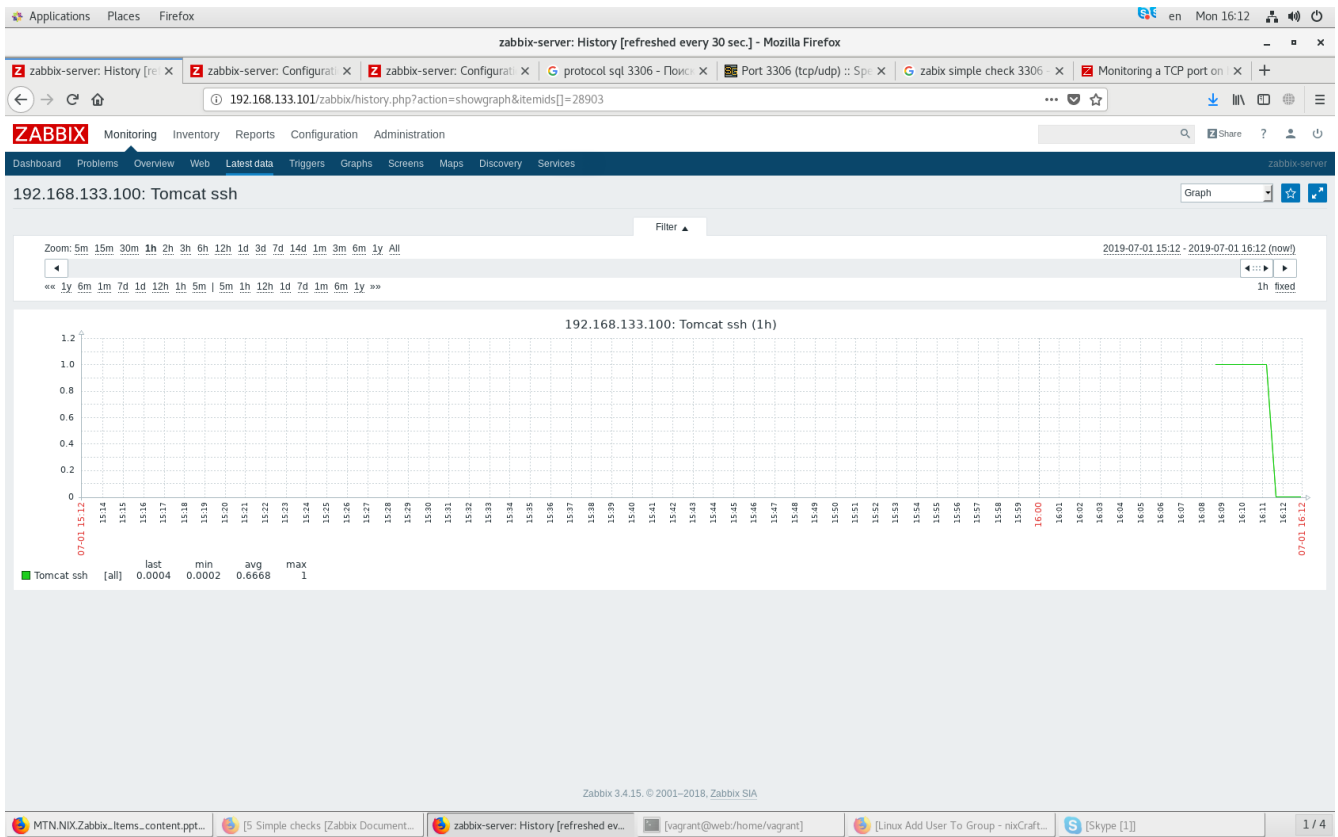 Applications Places Firefox en Mon 16:12
zabbix-server: History [refreshed every 30 sec.] - Mozilla Firefox
zabbix-server: History [re zabbix-server: Configurati zabbix-server: Configurati protocol sql 3306 - Поиск Port 3306 (tcp/udp) :: Spe zabix simple check 3306 - Monitoring a TCP port on
192.168.133.101/zabbix/history.php?action=showgraph&itemids[]=28903
ZABBIX Monitoring Inventory Reports Configuration Administration Z Share ?
Dashboard Problems Overview Web Latest data Triggers Graphs Screens Maps Discovery Services zabbix-server
192.168.133.100: Tomcat ssh Graph
Filter
Zoom: 5m 15m 30m 1h 2h 3h 6h 12h 1d 3d 7d 14d 1m 3m 6m 1y All 2019-07-01 15:12 - 2019-07-01 16:12 (now!)
«« 1y 6m 1m 7d 1d 12h 1h 5m | 5m 1h 12h 1d 7d 1m 6m 1y »» 1h fixed
192.168.133.100: Tomcat ssh (1h)
1.2
1.0
0.8
0.6
0.4
0.2
0
07-01 15:12 15:14 15:15 15:16 15:17 15:18 15:19 15:20 15:21 15:22 15:23 15:24 15:25 15:26 15:27 15:28 15:29 15:30 15:31 15:32 15:33 15:34 15:35 15:36 15:37 15:38 15:39 15:40 15:41 15:42 15:43 15:44 15:45 15:46 15:47 15:48 15:49 15:50 15:51 15:52 15:53 15:54 15:55 15:56 15:57 15:58 15:59 16:00 16:01 16:02 16:03 16:04 16:05 16:06 16:07 16:08 16:09 16:10 16:11 16:12 07-01 16:12
last min avg max
Tomcat ssh [all] 0.0004 0.0002 0.6668 1
Zabbix 3.4.15. © 2001–2018, Zabbix SIA
MTN.NIX.Zabbix_Items_content.ppt... [5 Simple checks [Zabbix Document... zabbix-server: History [refreshed ev... [vagrant@web:/home/vagrant] [Linux Add User To Group - nixCraft... [Skype [1]] 1 / 4